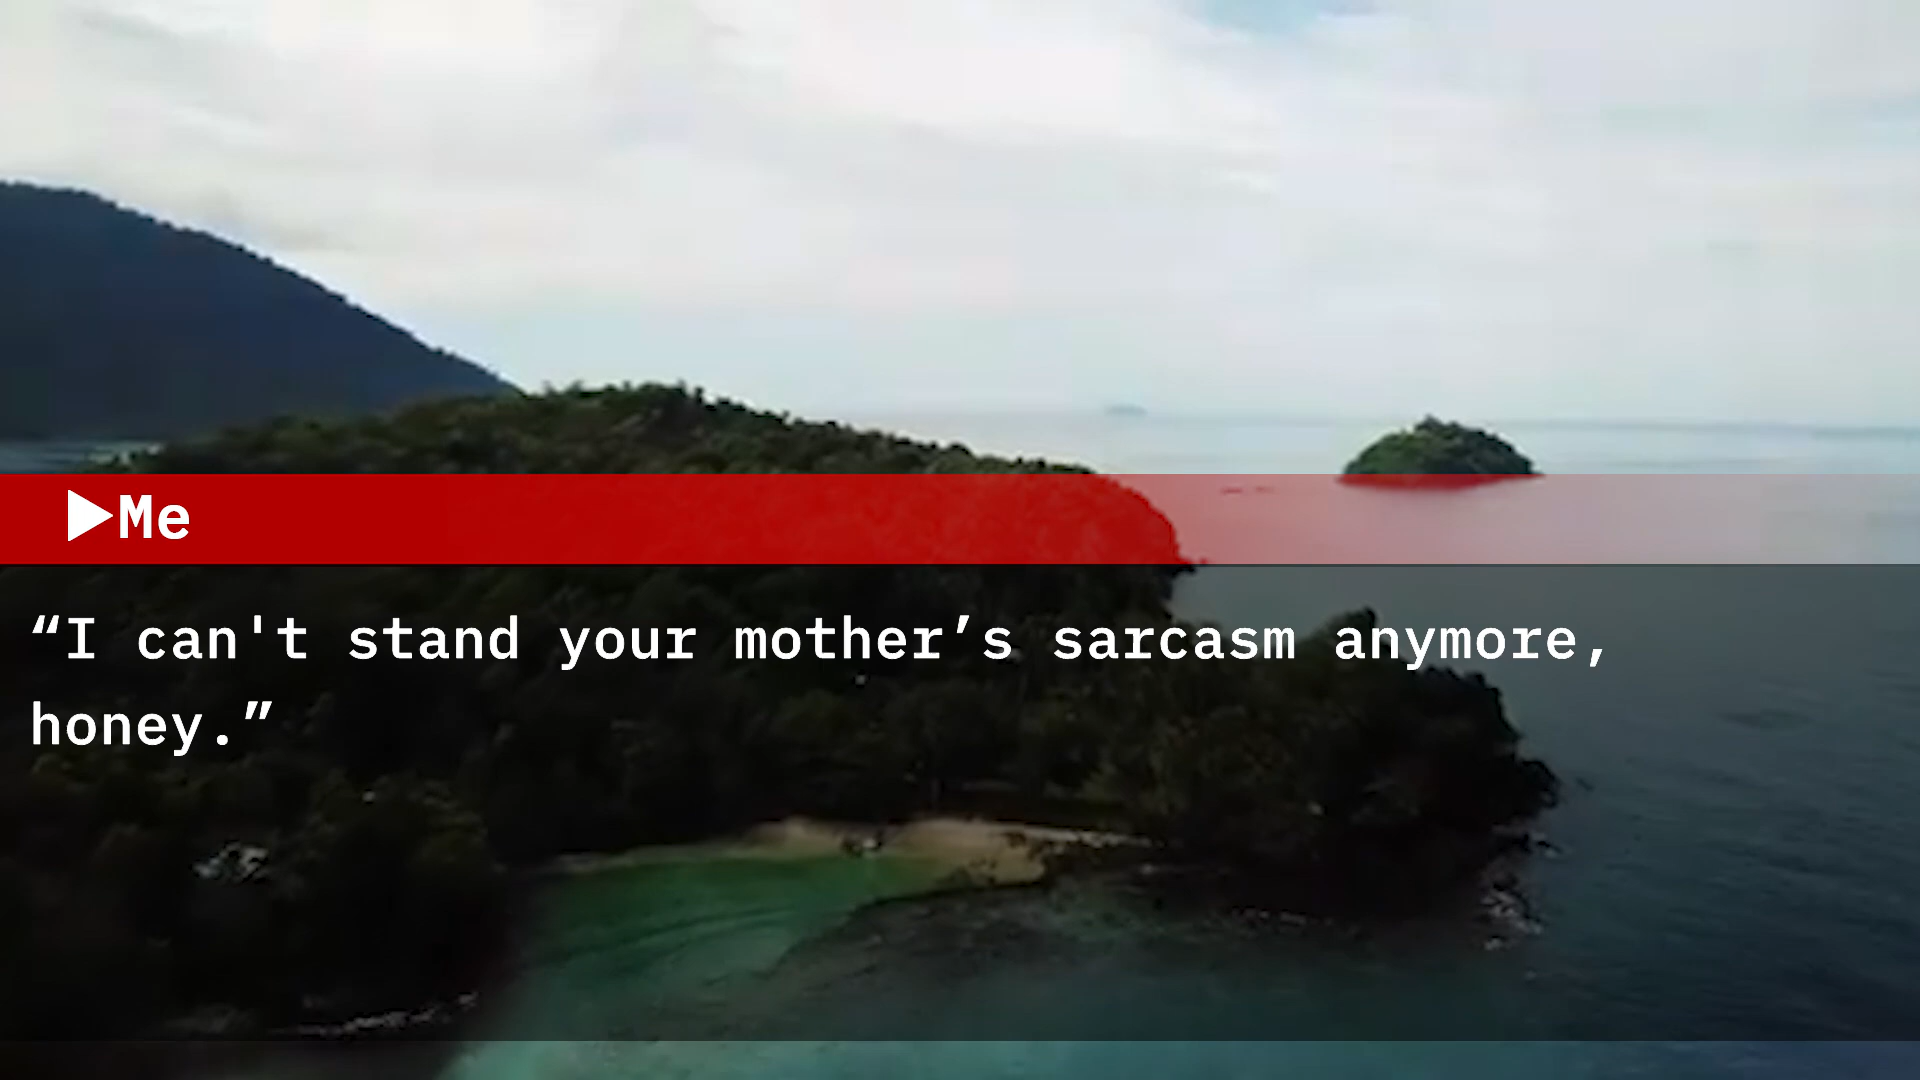 ▶Me
“I can't stand your mother’s sarcasm anymore,
honey.”